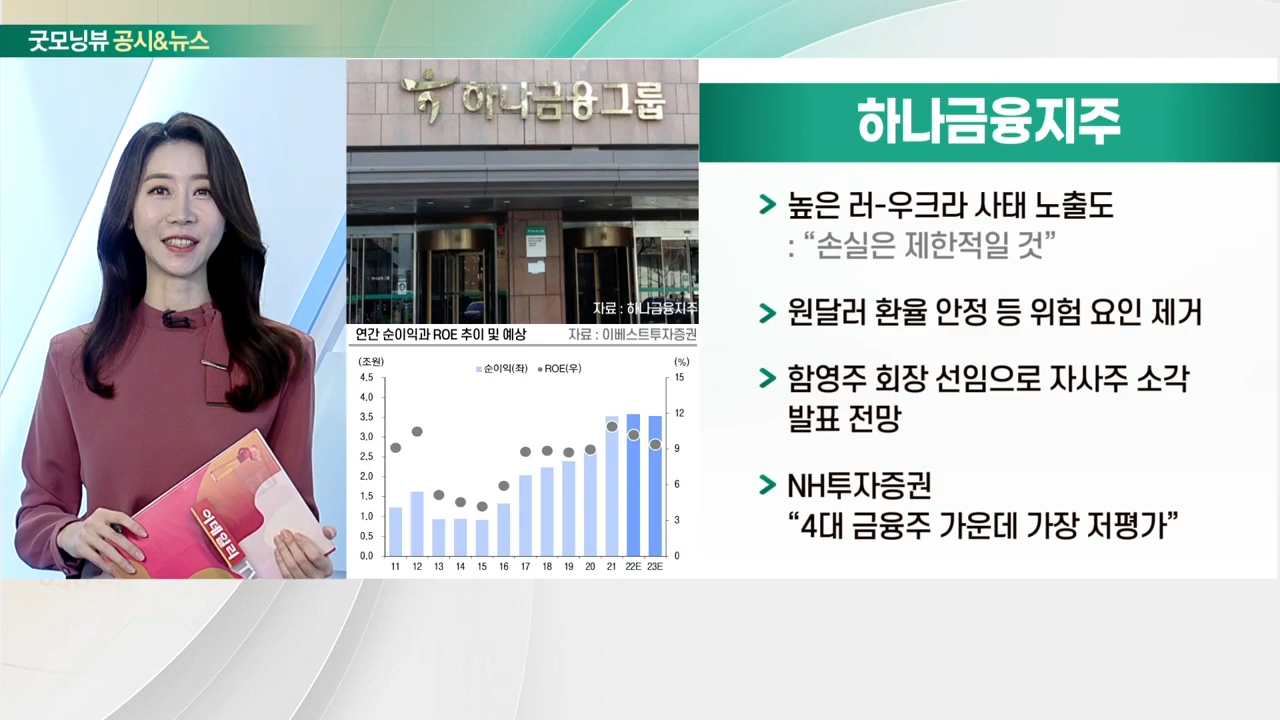 굿모닝뷰 공시&뉴스
하나금융그룹
자료 : 하나금융지주
연간 순이익과 ROE 추이 및 예상
자료 : 이베스트투자증권
(조원)
순이익(좌)
ROE(우)
(%)
4,5
4,0
3,5
3,0
2,5
2,0
1,5
1,0
0,5
0,0
15
12
9
6
3
0
11 12 13 14 15 16 17 18 19 20 21 22E 23E
이데일리 TV
하나금융지주
높은 러-우크라 사태 노출도
: “손실은 제한적일 것”
원달러 환율 안정 등 위험 요인 제거
함영주 회장 선임으로 자사주 소각
발표 전망
NH투자증권
“4대 금융주 가운데 가장 저평가”